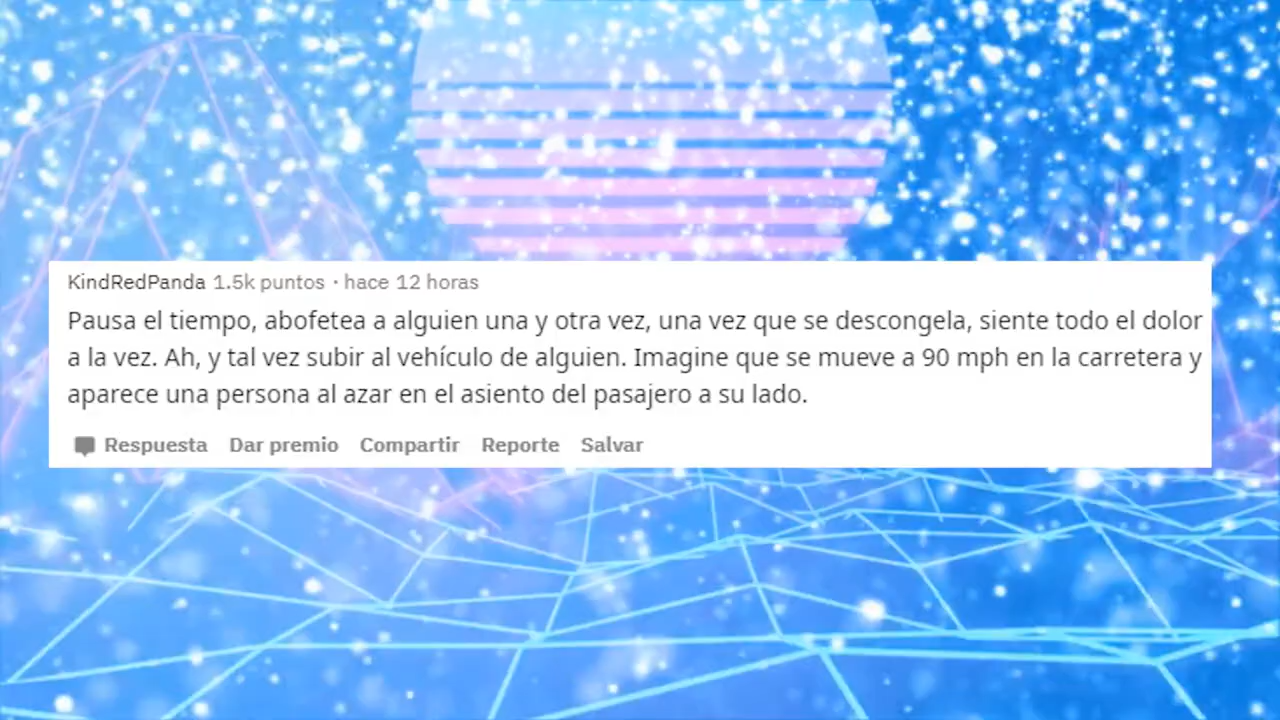 KindRedPanda 1.5k puntos · hace 12 horas
Pausa el tiempo, abofetea a alguien una y otra vez, una vez que se descongela, siente todo el dolor
a la vez. Ah, y tal vez subir al vehículo de alguien. Imagine que se mueve a 90 mph en la carretera y
aparece una persona al azar en el asiento del pasajero a su lado.
Respuesta Dar premio Compartir Reporte Salvar